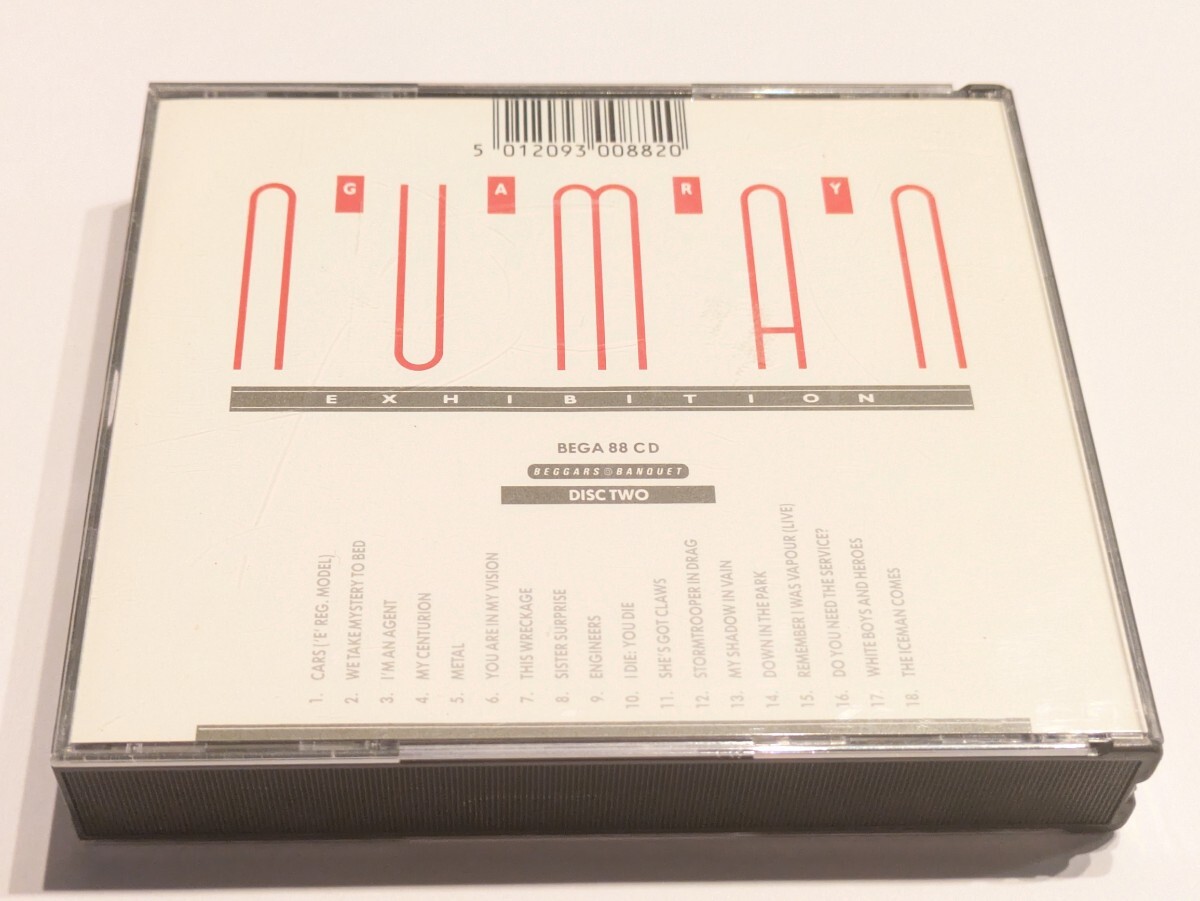 5 012093 008820
G A R Y
NUMAN
EXHIBITION
BEGA 88 CD
BEGGARS BANQUET
DISC TWO
1. CARS ('E' REG. MODEL)
2. WE TAKE MYSTERY TO BED
3. I'M AN AGENT
4. MY CENTURION
5. METAL
6. YOU ARE IN MY VISION
7. THIS WRECKAGE
8. SISTER SURPRISE
9. ENGINEERS
10. I DIE: YOU DIE
11. SHE'S GOT CLAWS
12. STORMTROOPER IN DRAG
13. MY SHADOW IN VAIN
14. DOWN IN THE PARK
15. REMEMBER I WAS VAPOUR (LIVE)
16. DO YOU NEED THE SERVICE?
17. WHITE BOYS AND HEROES
18. THE ICEMAN COMES